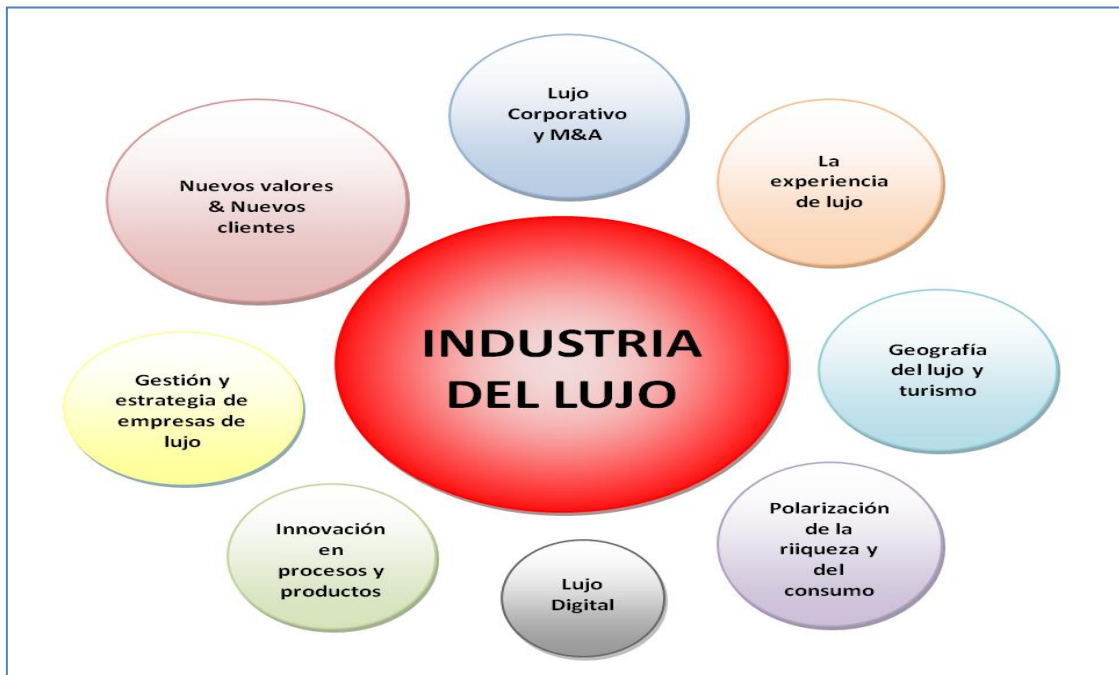 Lujo
Corporativo
y M&A
La
experiencia
de lujo
Nuevos valores
& Nuevos
clientes
INDUSTRIA
DEL LUJO
Geografía
del lujo y
turismo
Gestión y
estrategia de
empresas de
lujo
Polarización
de la
riiqueza y
del
consumo
Innovación
en
procesos y
productos
Lujo
Digital